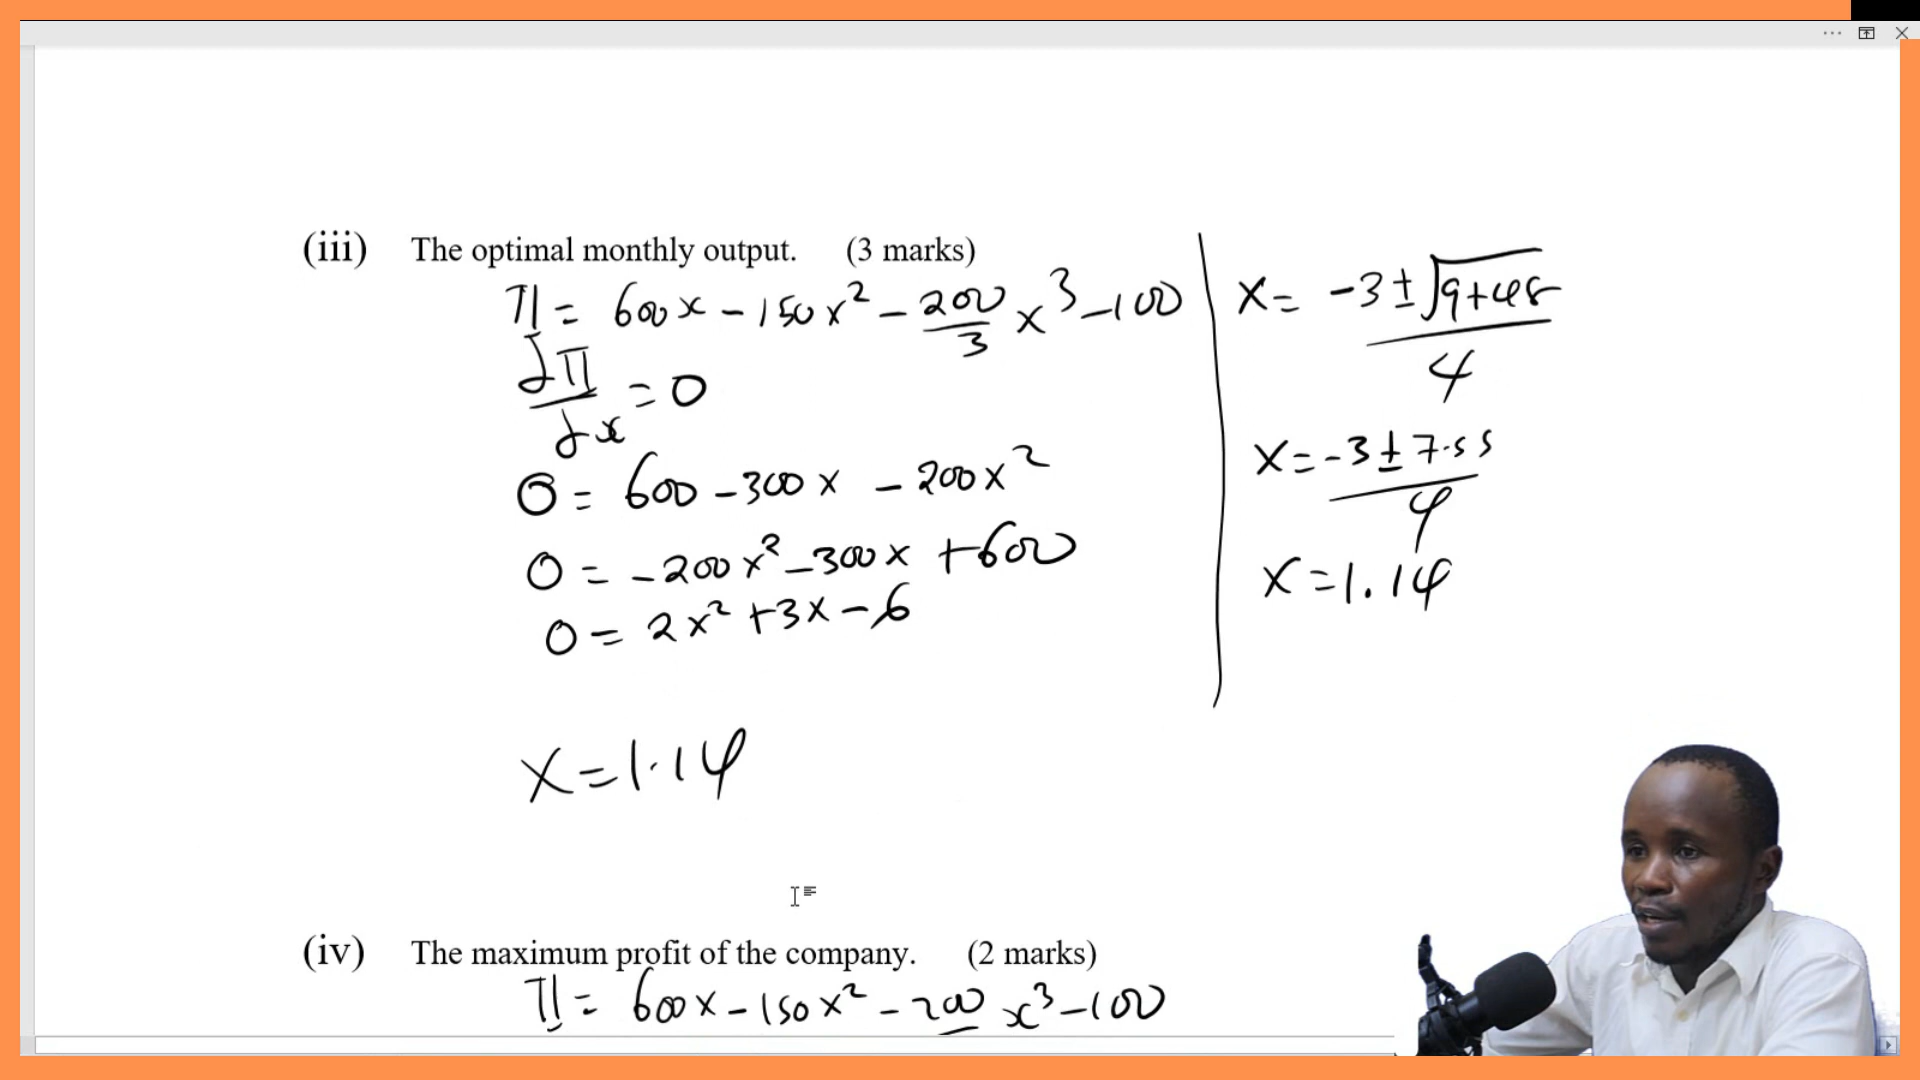 (iii) The optimal monthly output. (3 marks)
Π = 600x - 150x² - 200/3 x³ - 100
dΠ/dx = 0
0 = 600 - 300x - 200x²
0 = -200x² - 300x + 600
0 = 2x² + 3x - 6
x = 1.14
x = -3 ± √9+48 / 4
x = -3 ± 7.55 / 4
x = 1.14
(iv) The maximum profit of the company. (2 marks)
Π = 600x - 150x² - 200 x³ - 100